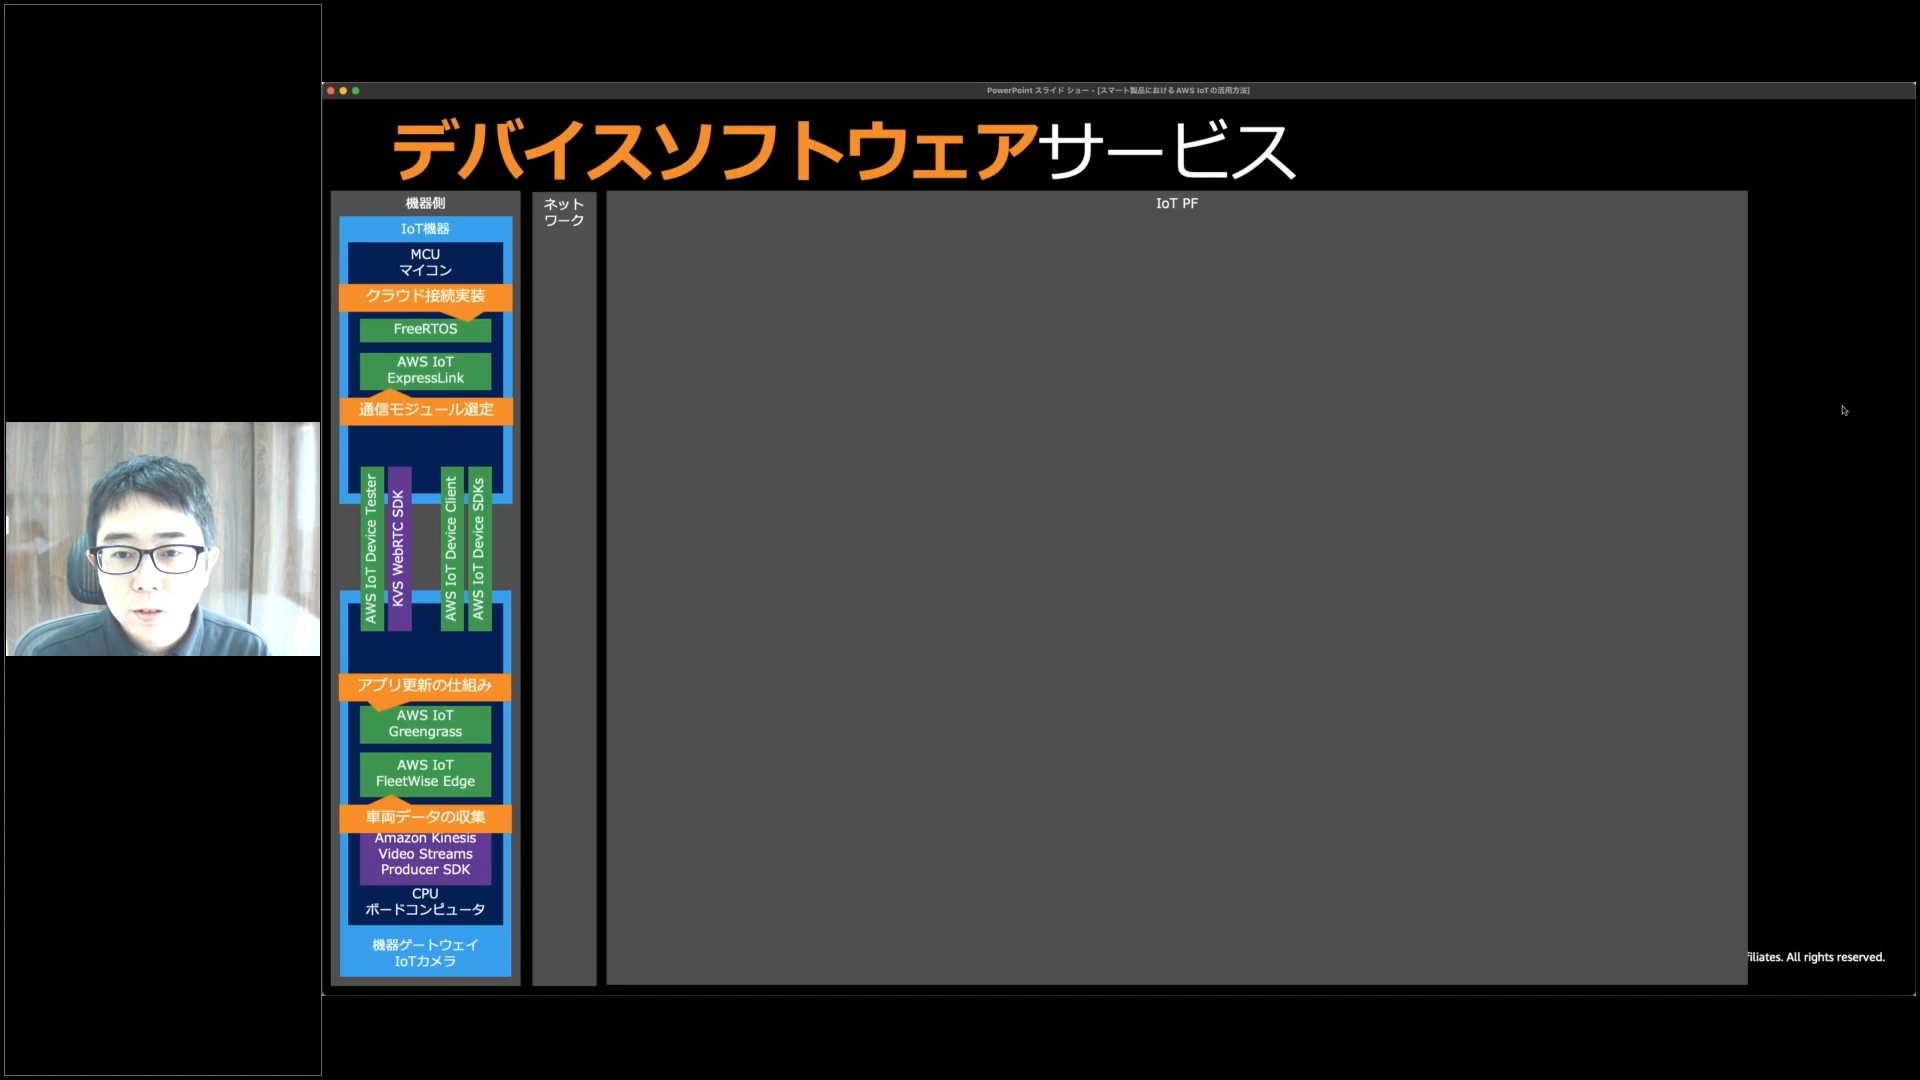 PowerPoint スライド ショー - [スマート製品における AWS IoT の活用方法]
デバイスソフトウェアサービス
機器側
IoT機器
MCU
マイコン
クラウド接続実装
FreeRTOS
AWS IoT
ExpressLink
通信モジュール選定
AWS IoT Device Tester
KVS WebRTC SDK
AWS IoT Device Client
AWS IoT Device SDKs
アプリ更新の仕組み
AWS IoT
Greengrass
AWS IoT
FleetWise Edge
車両データの収集
Amazon Kinesis
Video Streams
Producer SDK
CPU
ボードコンピュータ
機器ゲートウェイ
IoTカメラ
ネット
ワーク
IoT PF
filiates. All rights reserved.